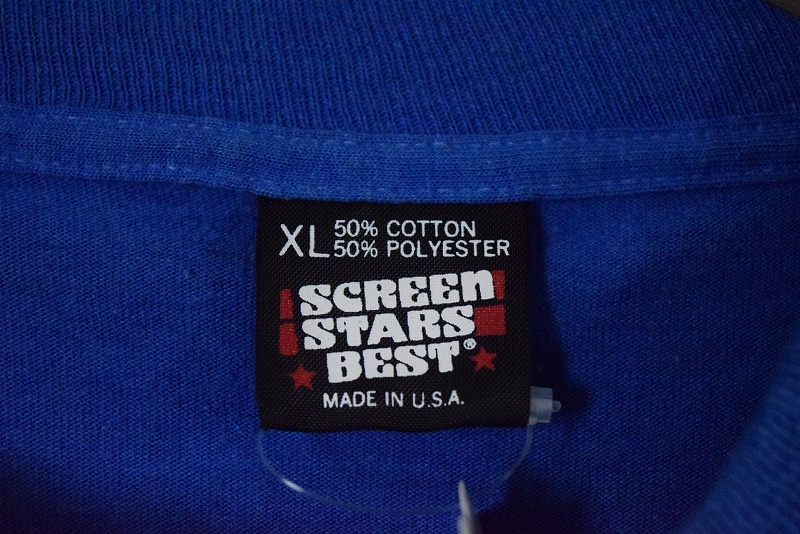 XL 50% COTTON
50% POLYESTER
SCREEN
STARS
BEST®
MADE IN U.S.A.